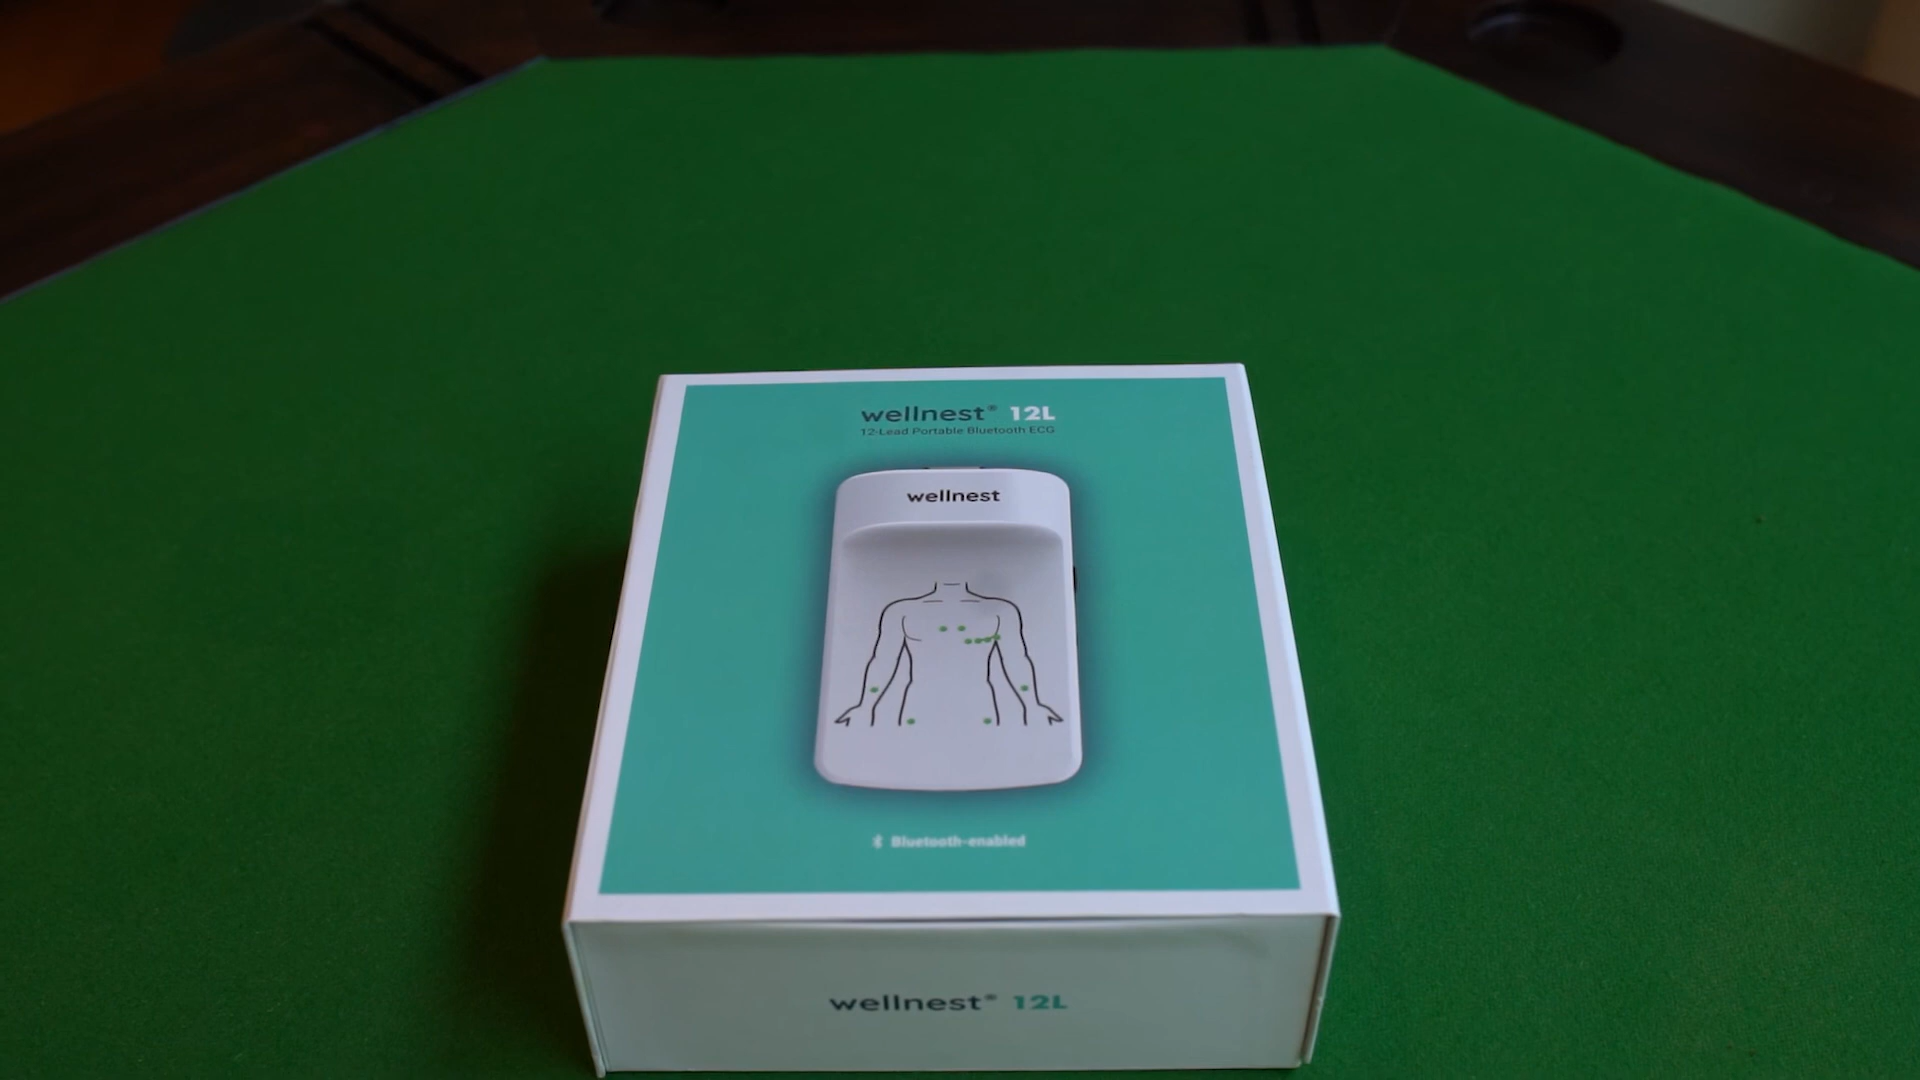 wellnest® 12L
12-Lead Portable Bluetooth ECG
wellnest
Bluetooth-enabled
wellnest® 12L